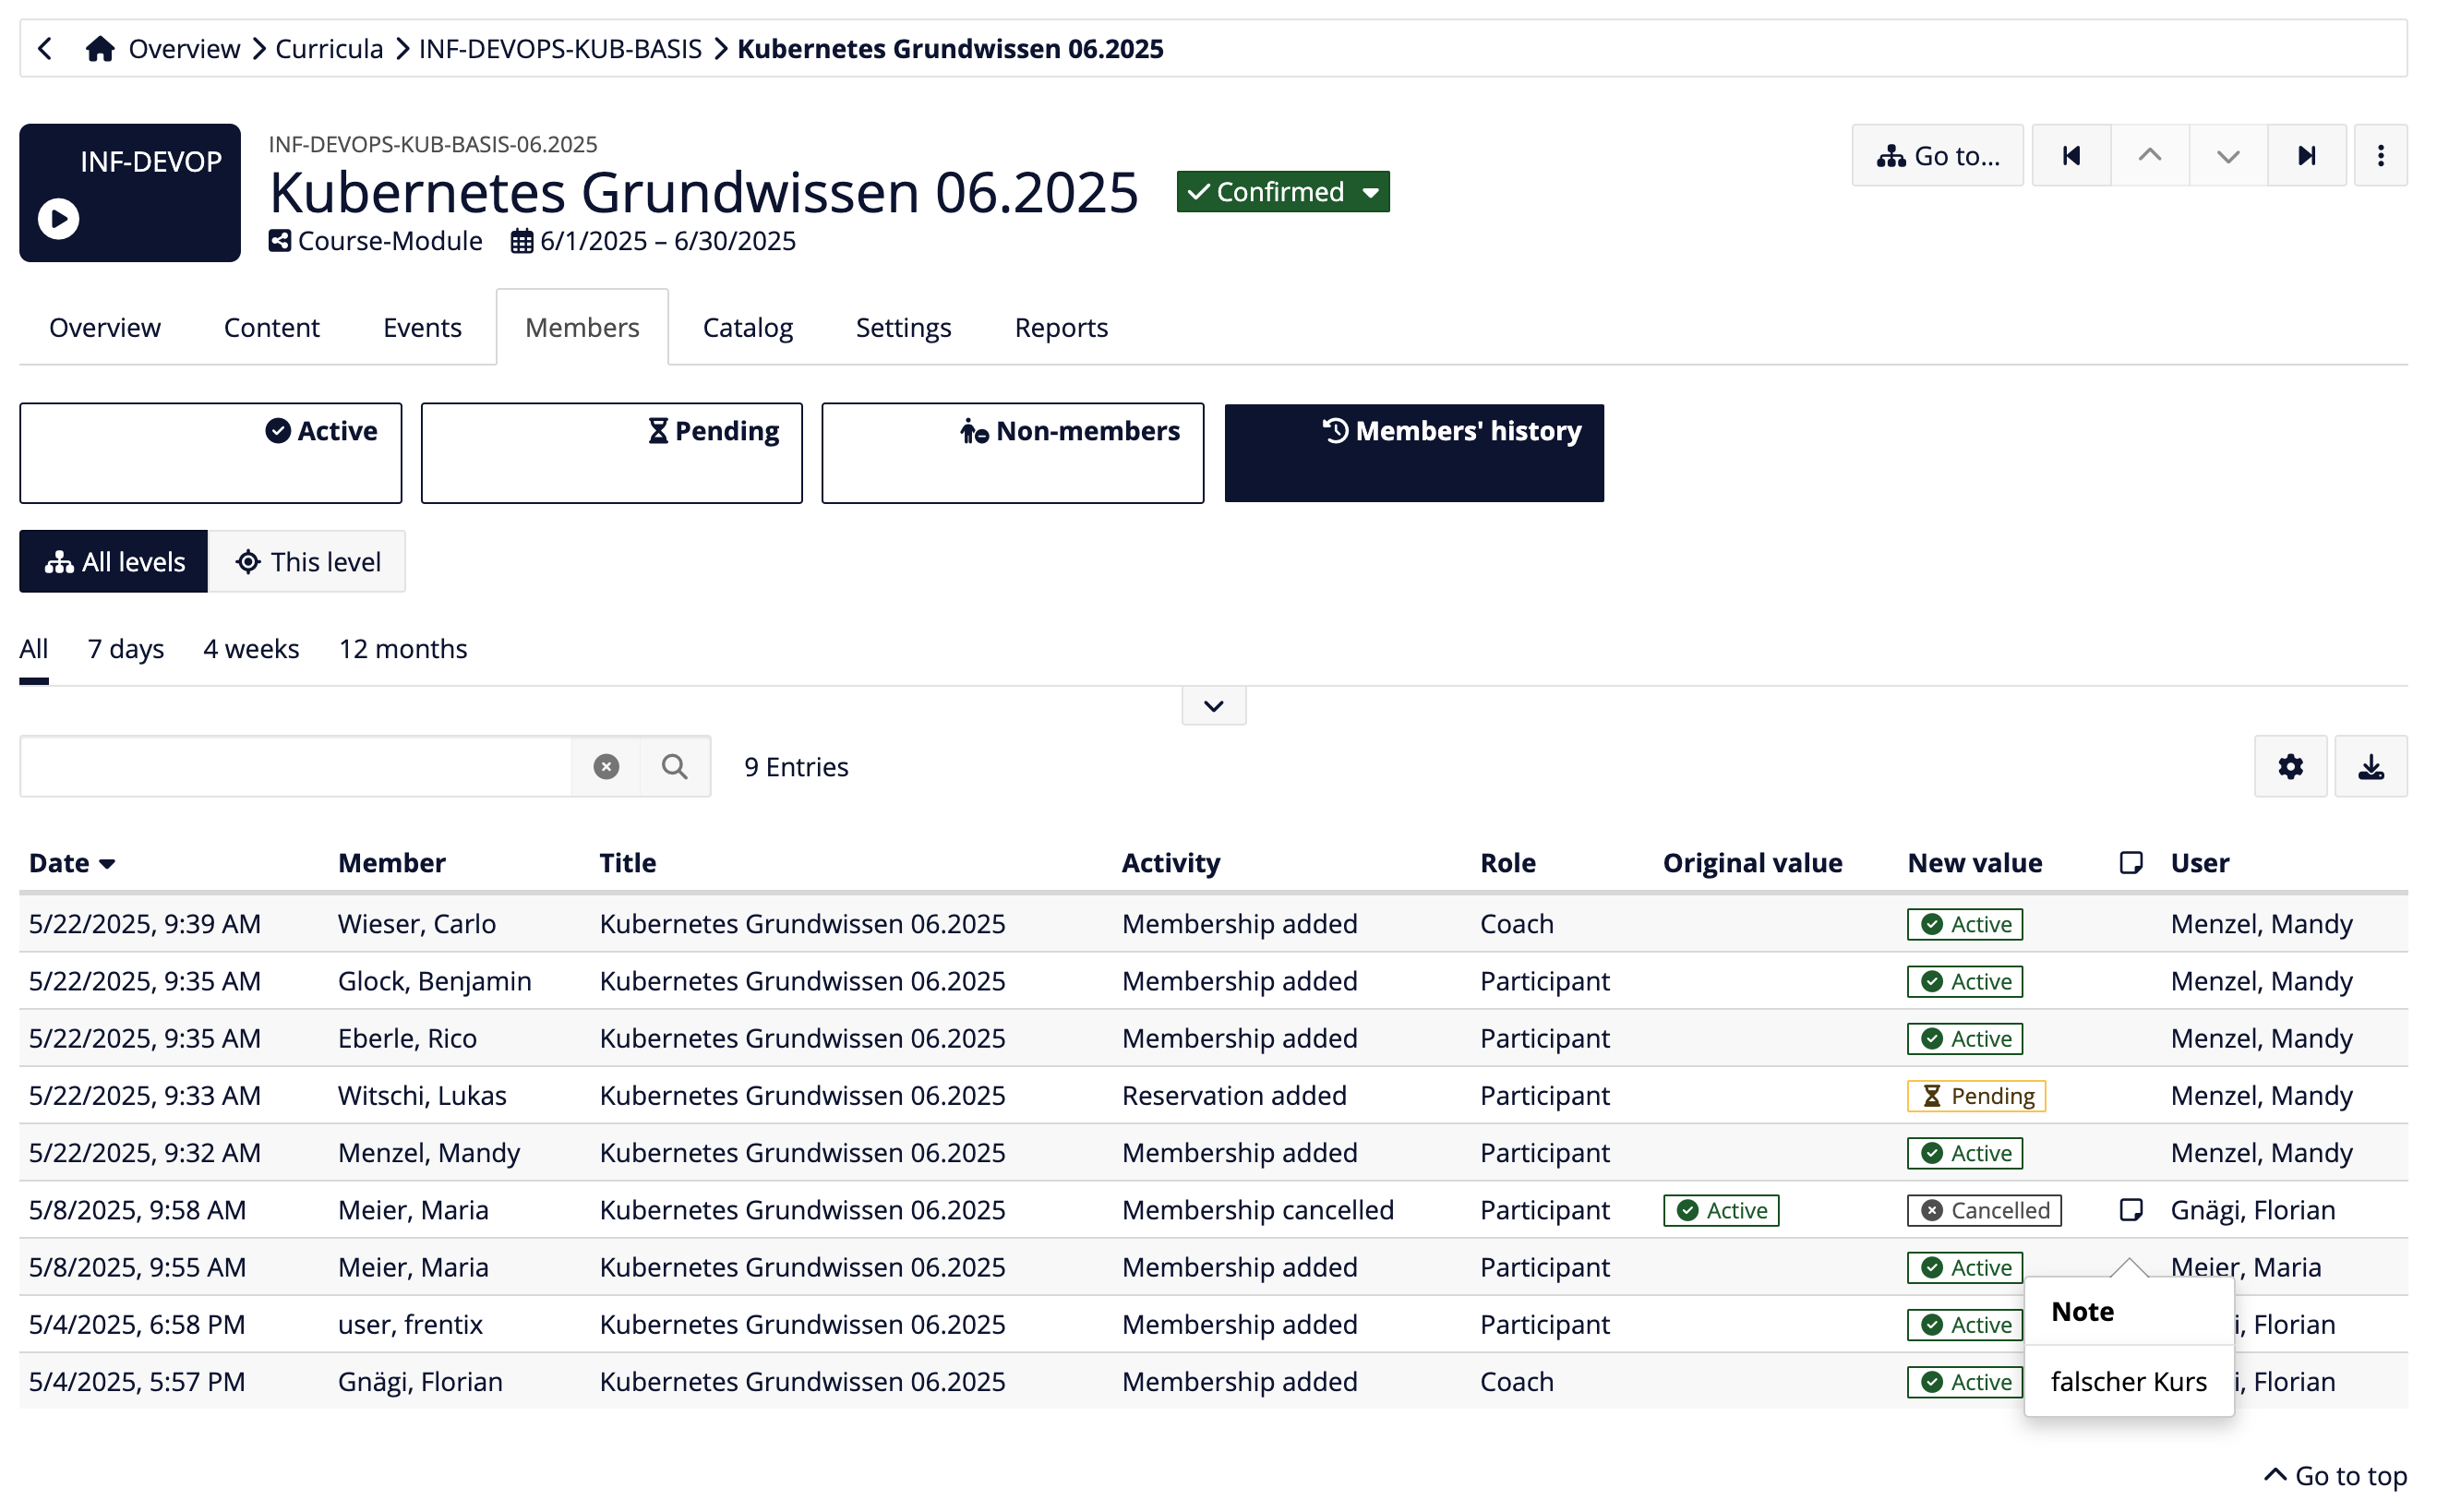 Overview > Curricula > INF-DEVOPS-KUB-BASIS > Kubernetes Grundwissen 06.2025
INF-DEVOP
INF-DEVOPS-KUB-BASIS-06.2025
Kubernetes Grundwissen 06.2025 Confirmed
Course-Module 6/1/2025 – 6/30/2025
Go to...
Overview Content Events Members Catalog Settings Reports
Active Pending Non-members Members' history
All levels This level
All 7 days 4 weeks 12 months
9 Entries
Date Member Title Activity Role Original value New value User
5/22/2025, 9:39 AM Wieser, Carlo Kubernetes Grundwissen 06.2025 Membership added Coach Active Menzel, Mandy
5/22/2025, 9:35 AM Glock, Benjamin Kubernetes Grundwissen 06.2025 Membership added Participant Active Menzel, Mandy
5/22/2025, 9:35 AM Eberle, Rico Kubernetes Grundwissen 06.2025 Membership added Participant Active Menzel, Mandy
5/22/2025, 9:33 AM Witschi, Lukas Kubernetes Grundwissen 06.2025 Reservation added Participant Pending Menzel, Mandy
5/22/2025, 9:32 AM Menzel, Mandy Kubernetes Grundwissen 06.2025 Membership added Participant Active Menzel, Mandy
5/8/2025, 9:58 AM Meier, Maria Kubernetes Grundwissen 06.2025 Membership cancelled Participant Active Cancelled Gnägi, Florian
5/8/2025, 9:55 AM Meier, Maria Kubernetes Grundwissen 06.2025 Membership added Participant Active Meier, Maria
5/4/2025, 6:58 PM user, frentix Kubernetes Grundwissen 06.2025 Membership added Participant Active i, Florian
5/4/2025, 5:57 PM Gnägi, Florian Kubernetes Grundwissen 06.2025 Membership added Coach Active i, Florian
Note
falscher Kurs
Go to top